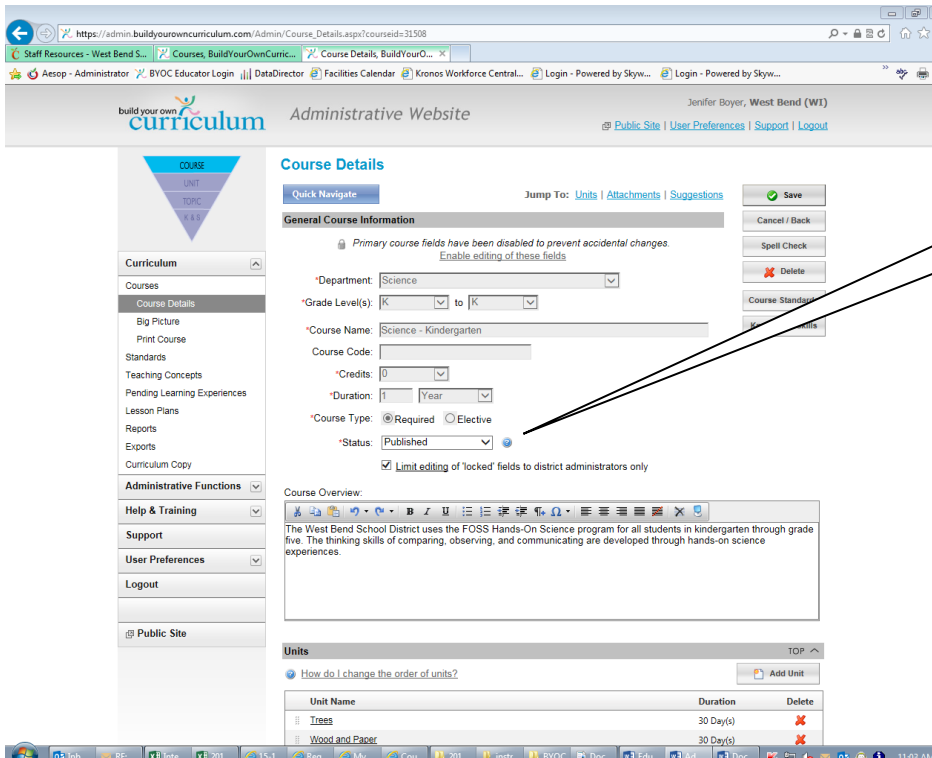 https://admin.buildyourowncurriculum.com/Admin/Course_Details.aspx?courseid=31508
Staff Resources - West Bend S... Courses, BuildYourOwnCurric... Course Details, BuildYourO...
Aesop - Administrator BYOC Educator Login DataDirector Facilities Calendar Kronos Workforce Central... Login - Powered by Skyw... Login - Powered by Skyw...
build your own
curriculum
Administrative Website
Jenifer Boyer, West Bend (WI)
Public Site | User Preferences | Support | Logout
COURSE
UNIT
TOPIC
K & S
Course Details
Quick Navigate
Jump To: Units | Attachments | Suggestions
Save
General Course Information
Cancel / Back
Primary course fields have been disabled to prevent accidental changes.
Enable editing of these fields
Spell Check
Delete
Course Standards
Curriculum
Courses
Course Details
Big Picture
Print Course
Standards
Teaching Concepts
Pending Learning Experiences
Lesson Plans
Reports
Exports
Curriculum Copy
Administrative Functions
Help & Training
Support
User Preferences
Logout
Public Site
*Department: Science
*Grade Level(s): K to K
*Course Name: Science - Kindergarten
Course Code:
*Credits: 0
*Duration: 1 Year
*Course Type: Required Elective
*Status: Published
Limit editing of 'locked' fields to district administrators only
Course Overview:
B I U
The West Bend School District uses the FOSS Hands-On Science program for all students in kindergarten through grade
five. The thinking skills of comparing, observing, and communicating are developed through hands-on science
experiences.
Units TOP
How do I change the order of units?
Add Unit
Unit Name Duration Delete
Trees 30 Day(s)
Wood and Paper 30 Day(s)